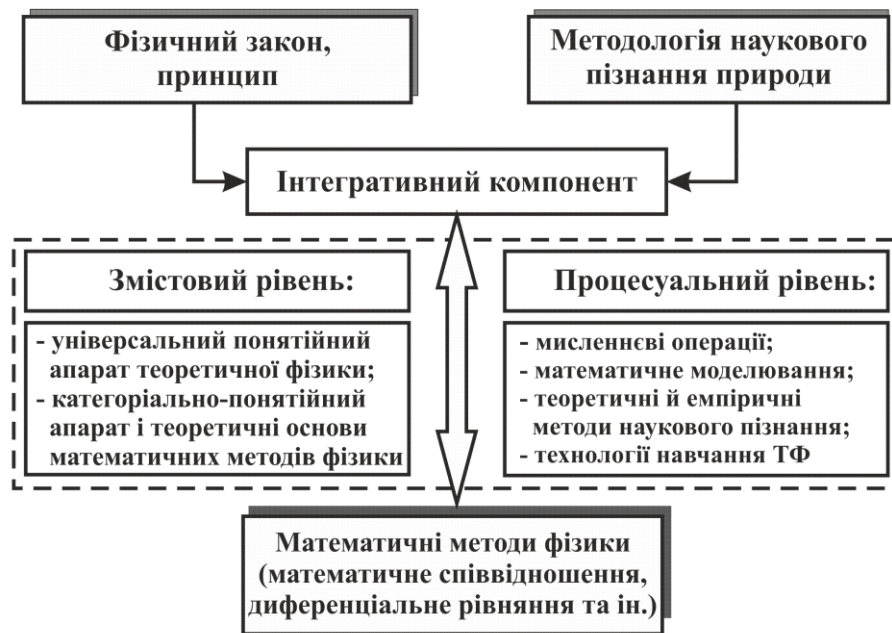 Фізичний закон,
принцип
Методологія наукового
пізнання природи
Інтегративний компонент
Змістовий рівень:
- універсальний понятійний
апарат теоретичної фізики;
- категоріально-понятійний
апарат і теоретичні основи
математичних методів фізики
Процесуальний рівень:
- мисленнєві операції;
- математичне моделювання;
- теоретичні й емпіричні
методи наукового пізнання;
- технології навчання ТФ
Математичні методи фізики
(математичне співвідношення,
диференціальне рівняння та ін.)